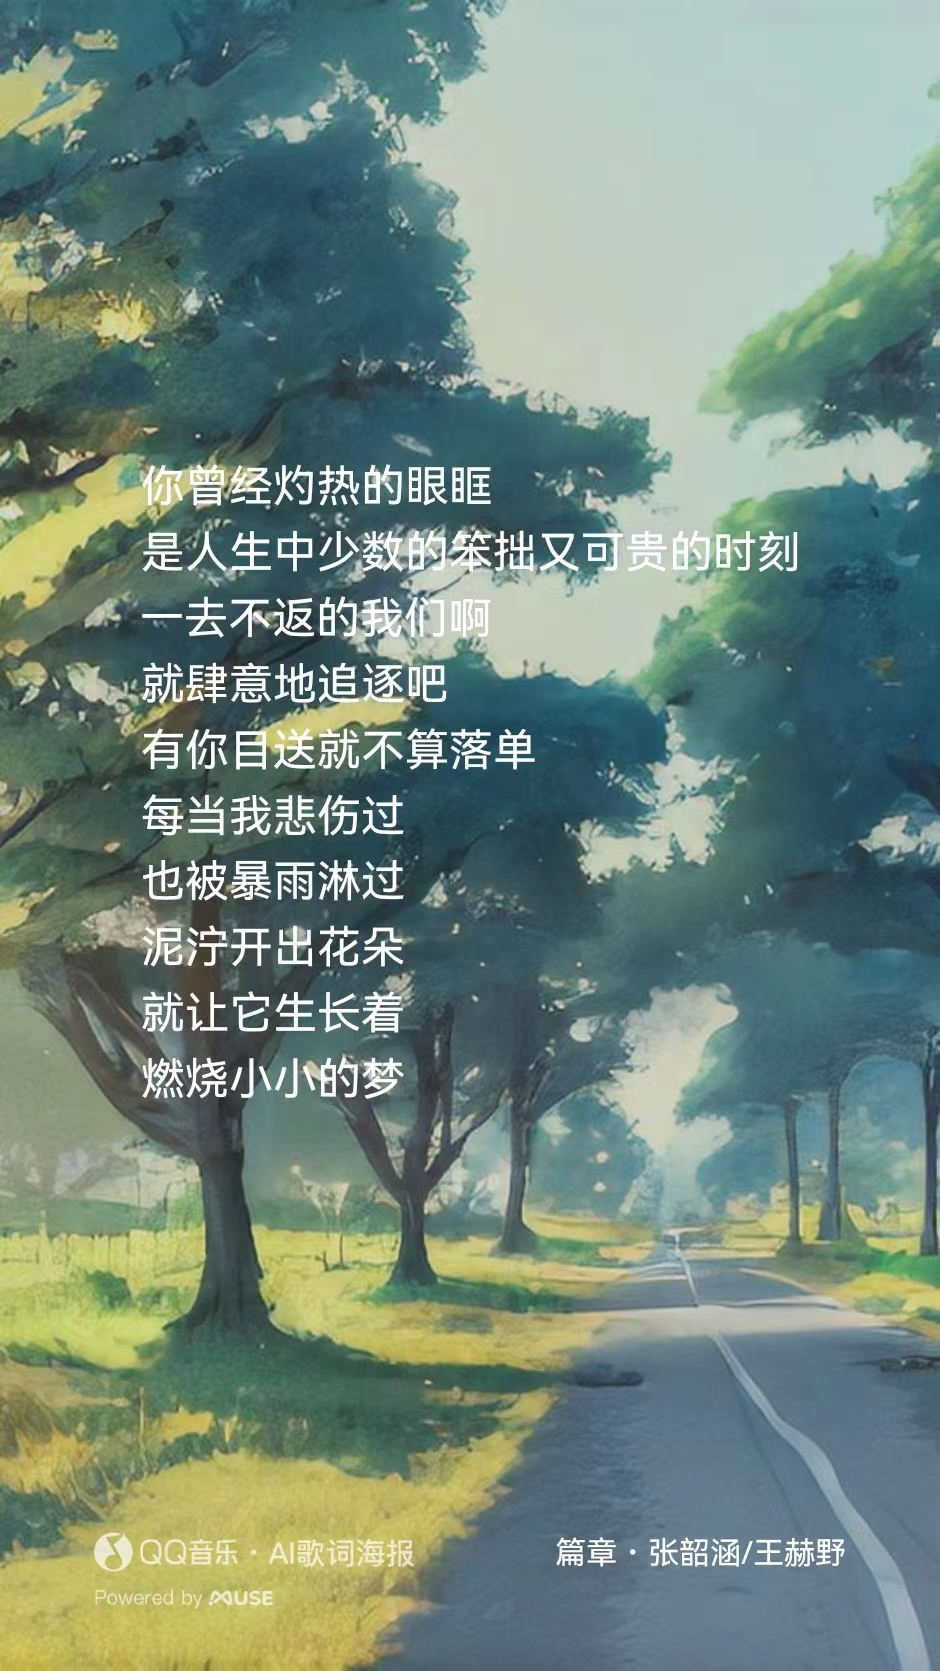 你曾经灼热的眼眶
是人生中少数的笨拙又可贵的时刻
一去不返的我们啊
就肆意地追逐吧
有你目送就不算落单
每当我悲伤过
也被暴雨淋过
泥泞开出花朵
就让它生长着
燃烧小小的梦
QQ音乐·AI歌词海报
篇章·张韶涵/王赫野
Powered by MUSE